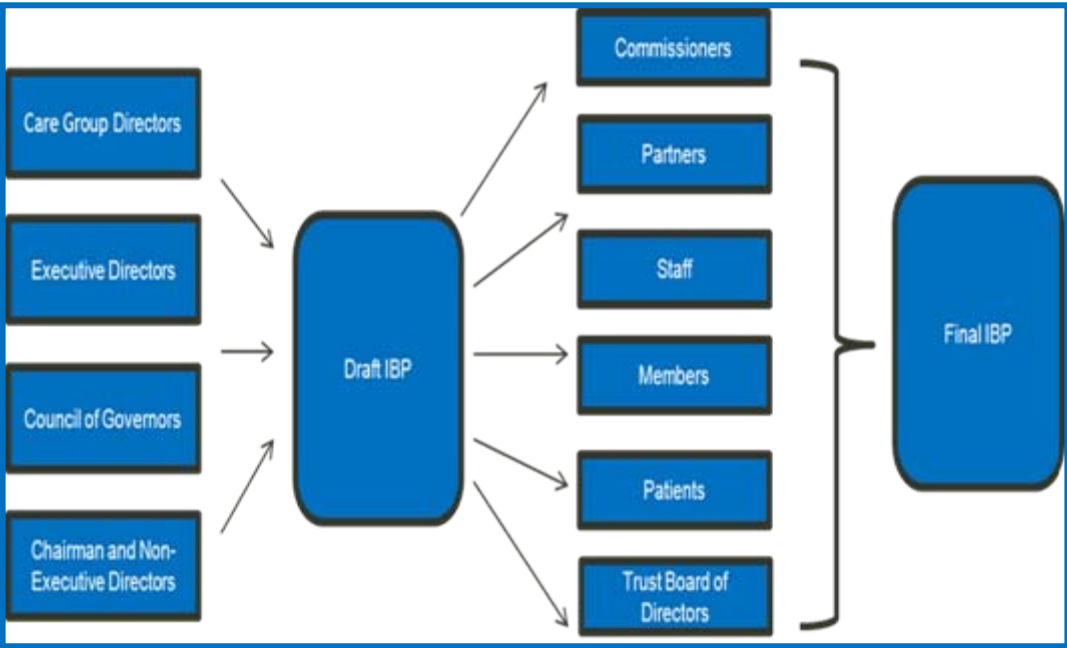 Care Group Directors
Executive Directors
Council of Governors
Chairman and Non-
Executive Directors
Draft IBP
Commissioners
Partners
Staff
Members
Patients
Trust Board of
Directors
Final IBP